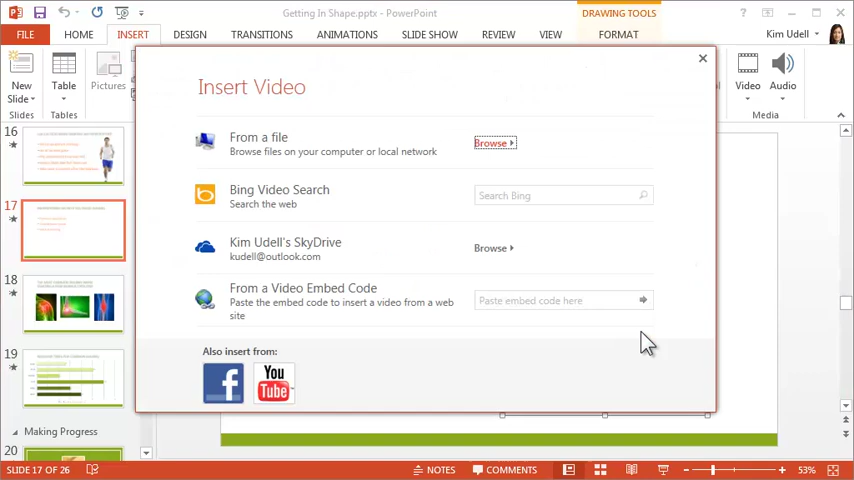 Getting In Shape.pptx - PowerPoint
DRAWING TOOLS
FILE
HOME
INSERT
DESIGN
TRANSITIONS
ANIMATIONS
SLIDE SHOW
REVIEW
VIEW
FORMAT
Kim Udell
New
Slide
Table
Pictures
Video
Audio
Slides
Tables
Media
Insert Video
From a file
Browse files on your computer or local network
Browse
Bing Video Search
Search the web
Search Bing
Kim Udell's SkyDrive
kudell@outlook.com
Browse
From a Video Embed Code
Paste the embed code to insert a video from a web
site
Paste embed code here
Also insert from:
f
You
Tube
16
17
18
19
Making Progress
20
SLIDE 17 OF 26
NOTES
COMMENTS
53%